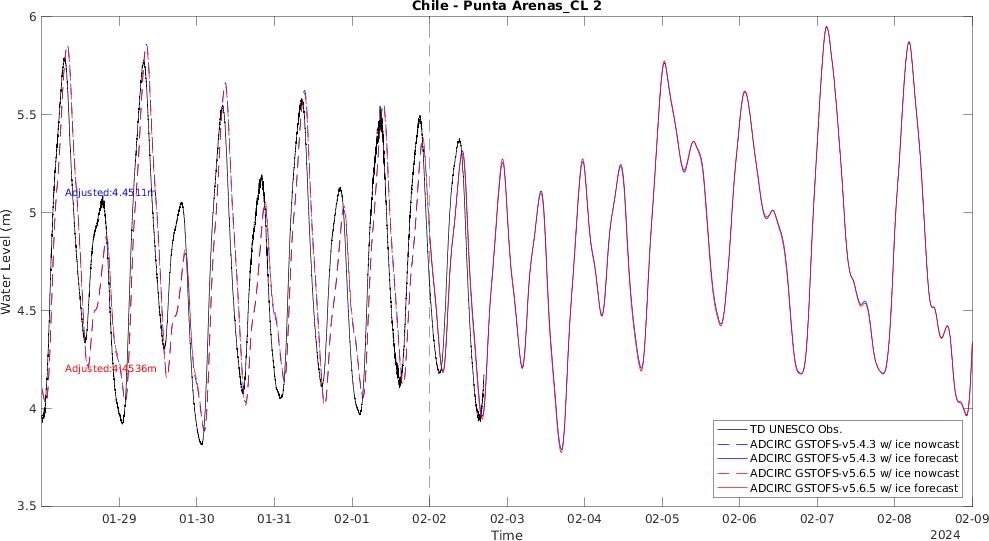 Chile - Punta Arenas_CL 2
6
5.5
5
4.5
4
3.5
Water Level (m)
Adjusted:4.4511m
Adjusted:4.4536m
TD UNESCO Obs.
ADCIRC GSTOFS-v5.4.3 w/ ice nowcast
ADCIRC GSTOFS-v5.4.3 w/ ice forecast
ADCIRC GSTOFS-v5.6.5 w/ ice nowcast
ADCIRC GSTOFS-v5.6.5 w/ ice forecast
01-29 01-30 01-31 02-01 02-02 02-03 02-04 02-05 02-06 02-07 02-08 02-09
Time
2024